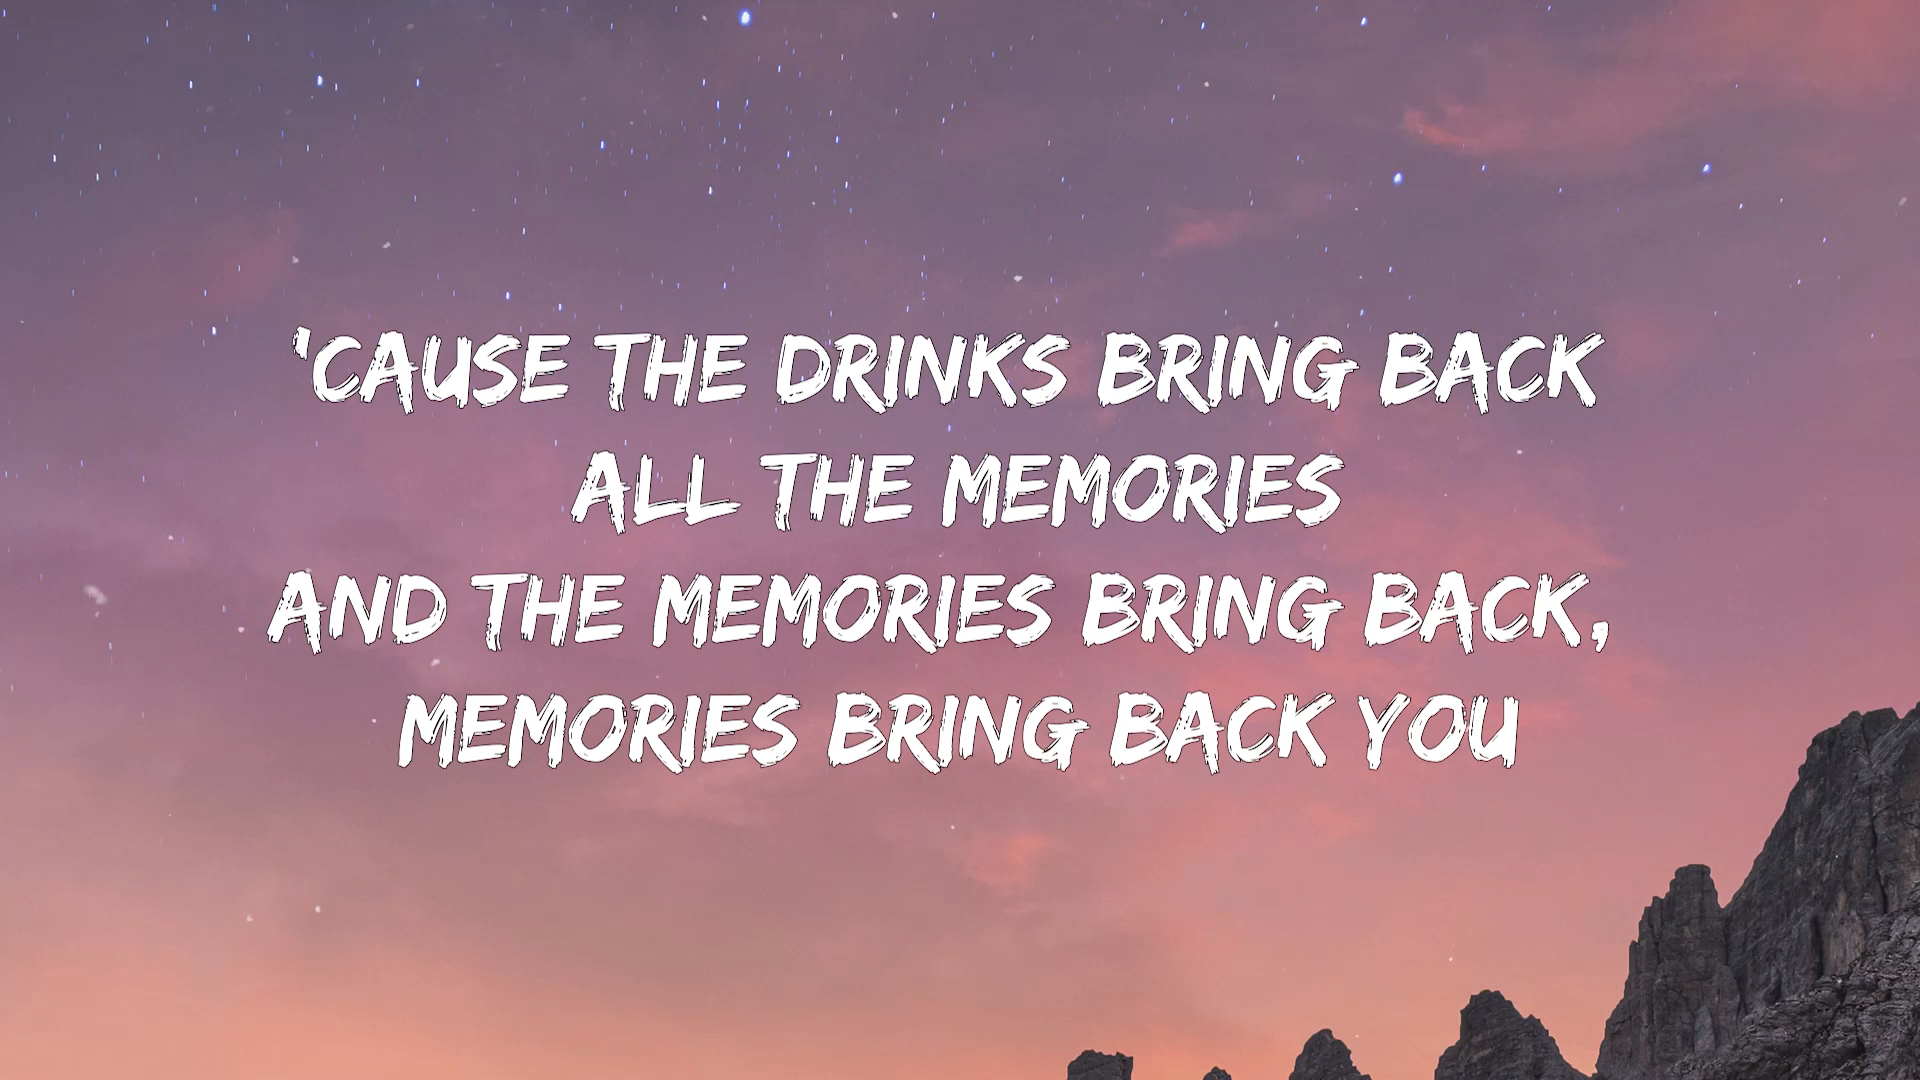 'CAUSE THE DRINKS BRING BACK
ALL THE MEMORIES
AND THE MEMORIES BRING BACK,
MEMORIES BRING BACK YOU